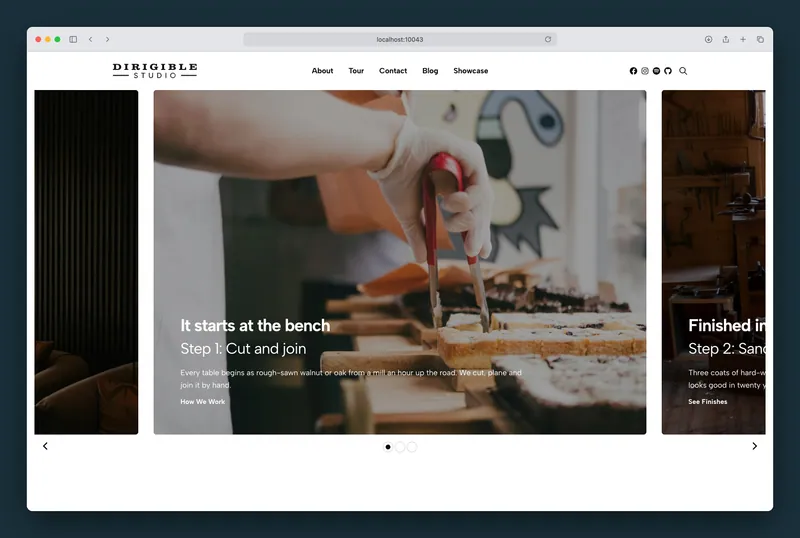 localhost:10043
DIRIGIBLE
STUDIO
About
Tour
Contact
Blog
Showcase
It starts at the bench
Step 1: Cut and join
Every table begins as rough-sawn walnut or oak from a mill an hour up the road. We cut, plane and
join it by hand.
How We Work
Finished in
Step 2: Sand
Three coats of hard-w
looks good in twenty y
See Finishes